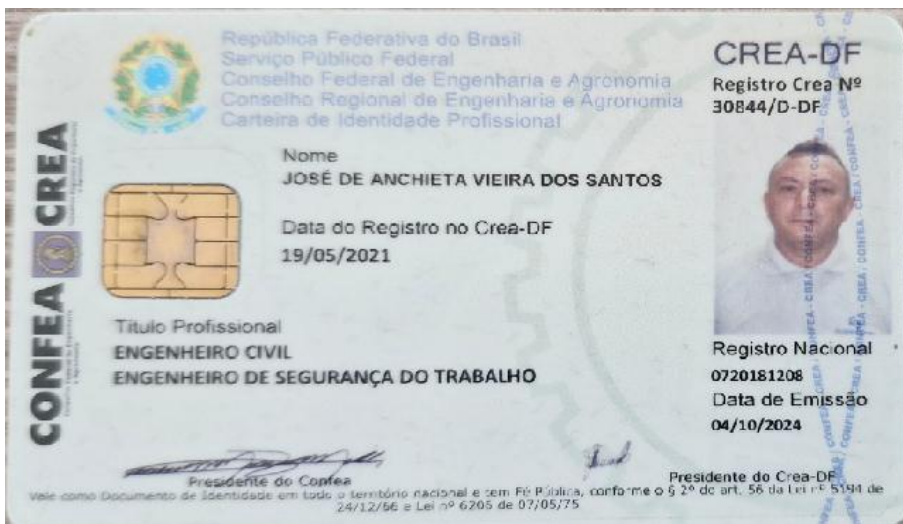 República Federativa do Brasil
Serviço Público Federal
Conselho Federal de Engenharia e Agronomia
Conselho Regional de Engenharia e Agronomia
Carteira de Identidade Profissional
CREA-DF
Registro Crea Nº
30844/D-DF
CONFEA CREA
Nome
JOSÉ DE ANCHIETA VIEIRA DOS SANTOS
Data do Registro no Crea-DF
19/05/2021
Título Profissional
ENGENHEIRO CIVIL
ENGENHEIRO DE SEGURANÇA DO TRABALHO
Registro Nacional
0720181208
Data de Emissão
04/10/2024
Presidente do Confea
Presidente do Crea-DF
Vale como Documento de Identidade em todo o território nacional e tem Fé Pública, conforme o § 2º do art. 56 da Lei nº 5194 de
24/12/66 e Lei nº 6206 de 07/05/75